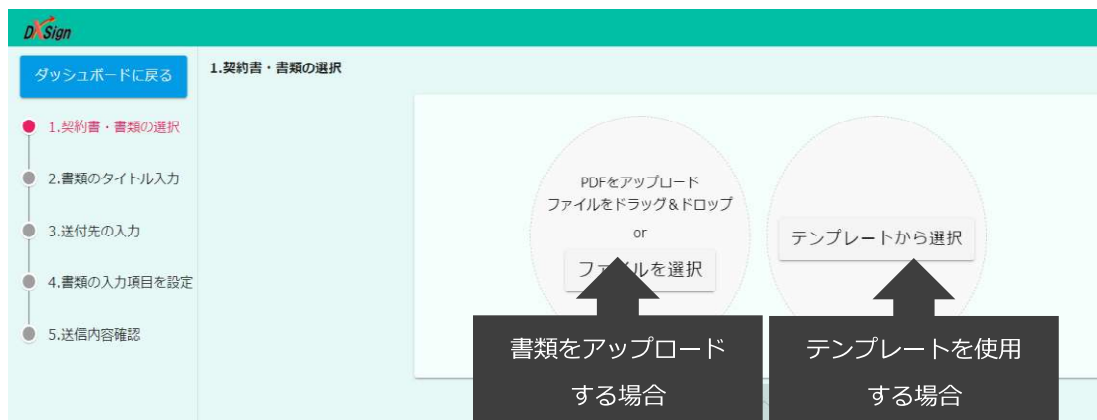 DXSign
ダッシュボードに戻る
1.契約書・書類の選択
1.契約書・書類の選択
2.書類のタイトル入力
3.送付先の入力
4.書類の入力項目を設定
5.送信内容確認
PDFをアップロード
ファイルをドラッグ&ドロップ
or
ファイルを選択
テンプレートから選択
書類をアップロード
する場合
テンプレートを使用
する場合